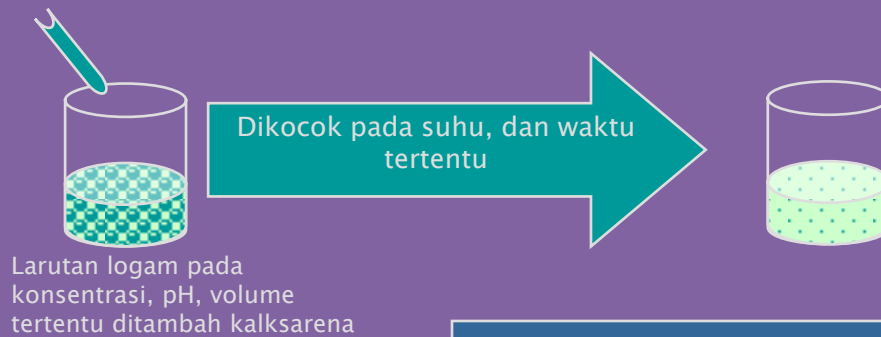 Dikocok pada suhu, dan waktu
tertentu
Larutan logam pada
konsentrasi, pH, volume
tertentu ditambah kalksarena